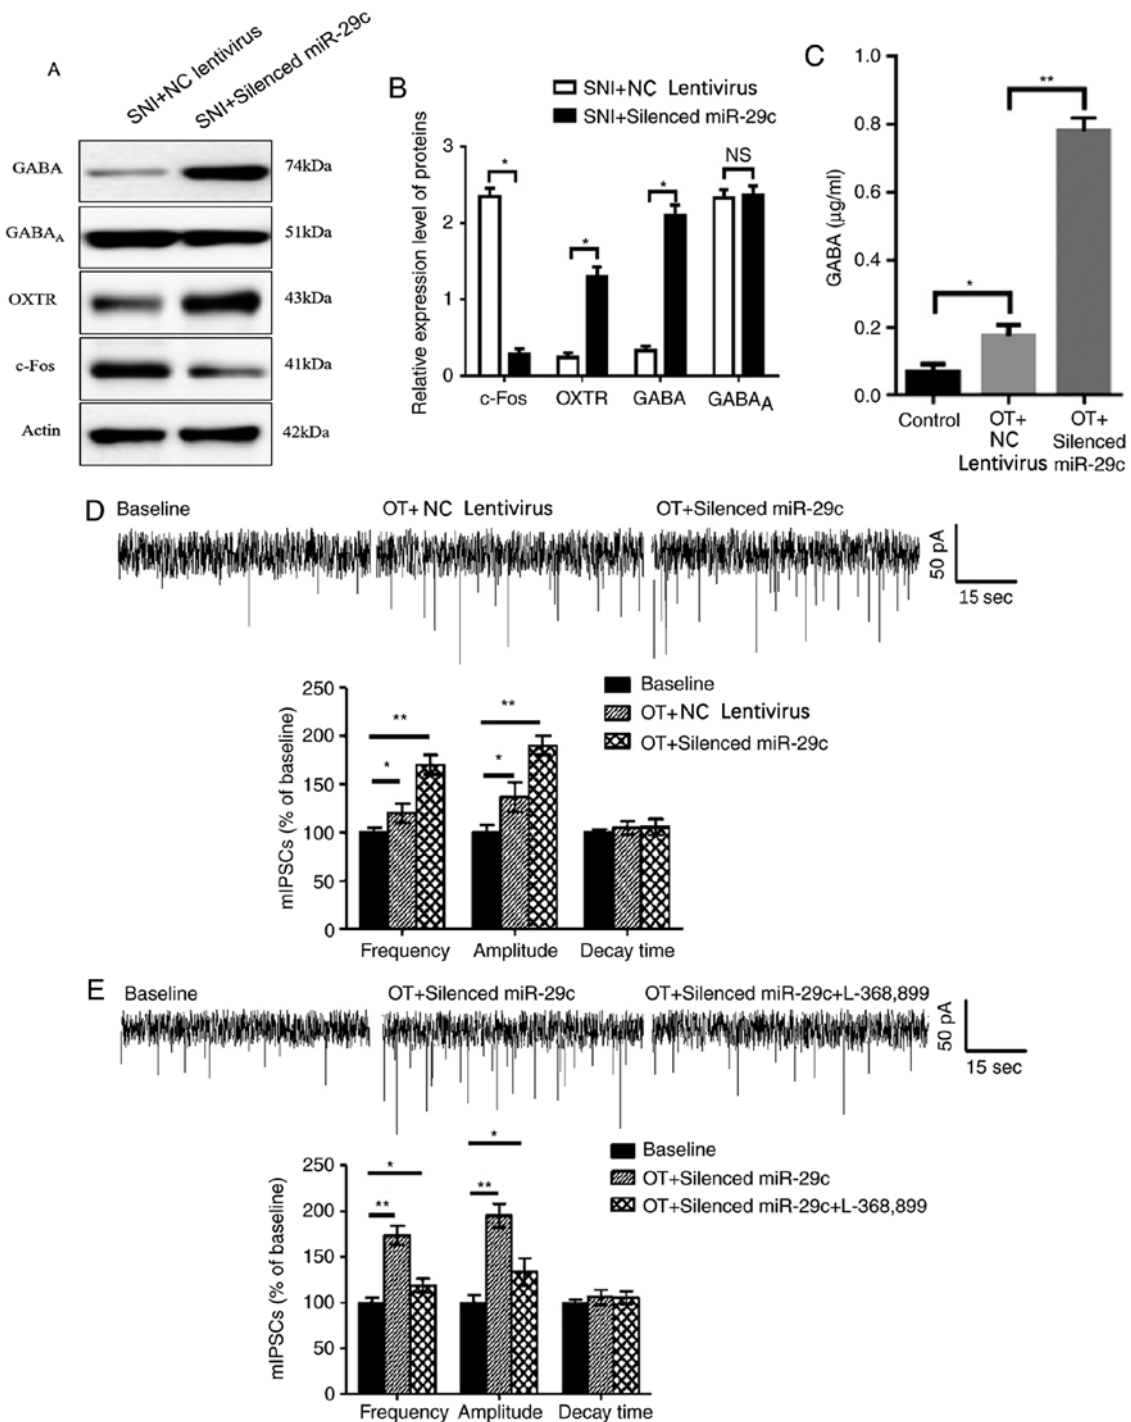 A
SNI+NC lentivirus
SNI+Silenced miR-29c
GABA
74kDa
GABAA
51kDa
OXTR
43kDa
c-Fos
41kDa
Actin
42kDa
B
SNI+NC Lentivirus
SNI+Silenced miR-29c
Relative expression level of proteins
3
2
1
0
*
*
*
NS
c-Fos
OXTR
GABA
GABAA
C
GABA (µg/ml)
1.0
0.8
0.6
0.4
0.2
0.0
*
**
Control
OT+
NC
Lentivirus
OT+
Silenced
miR-29c
D
Baseline
OT+NC Lentivirus
OT+Silenced miR-29c
50 pA
15 sec
mIPSCs (% of baseline)
250
200
150
100
50
0
**
*
**
*
Baseline
OT+NC Lentivirus
OT+Silenced miR-29c
Frequency
Amplitude
Decay time
E
Baseline
OT+Silenced miR-29c
OT+Silenced miR-29c+L-368,899
50 pA
15 sec
mIPSCs (% of baseline)
250
200
150
100
50
0
*
**
*
**
Baseline
OT+Silenced miR-29c
OT+Silenced miR-29c+L-368,899
Frequency
Amplitude
Decay time